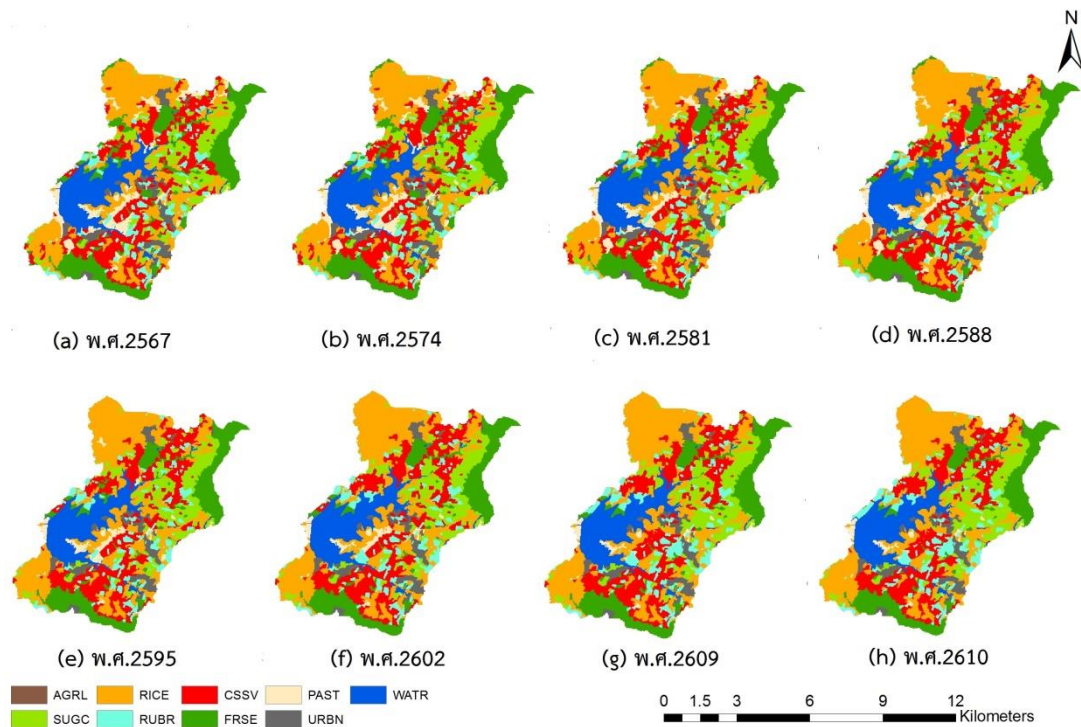 N
(a) พ.ศ.2567
(b) พ.ศ.2574
(c) พ.ศ.2581
(d) พ.ศ.2588
(e) พ.ศ.2595
(f) พ.ศ.2602
(g) พ.ศ.2609
(h) พ.ศ.2610
AGRL RICE CSSV PAST WATR
SUGC RUBR FRSE URBN
0 1.5 3 6 9 12
Kilometers